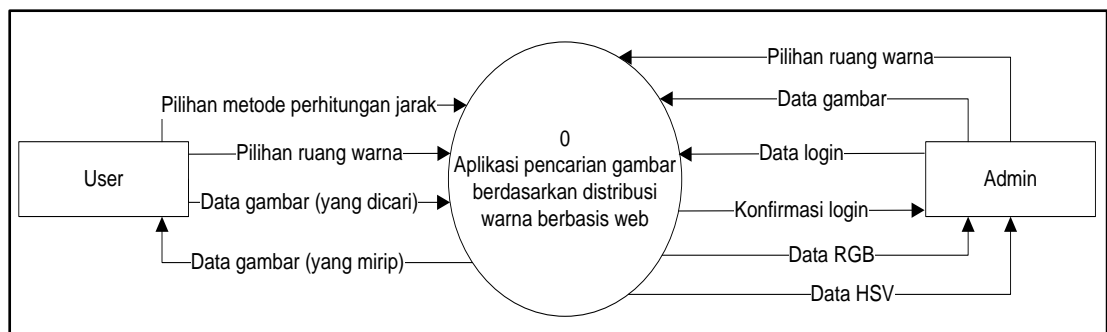 Pilihan ruang warna
Pilihan metode perhitungan jarak
Data gambar
0
Aplikasi pencarian gambar
berdasarkan distribusi
warna berbasis web
User
Pilihan ruang warna
Data login
Admin
Data gambar (yang dicari)
Konfirmasi login
Data gambar (yang mirip)
Data RGB
Data HSV